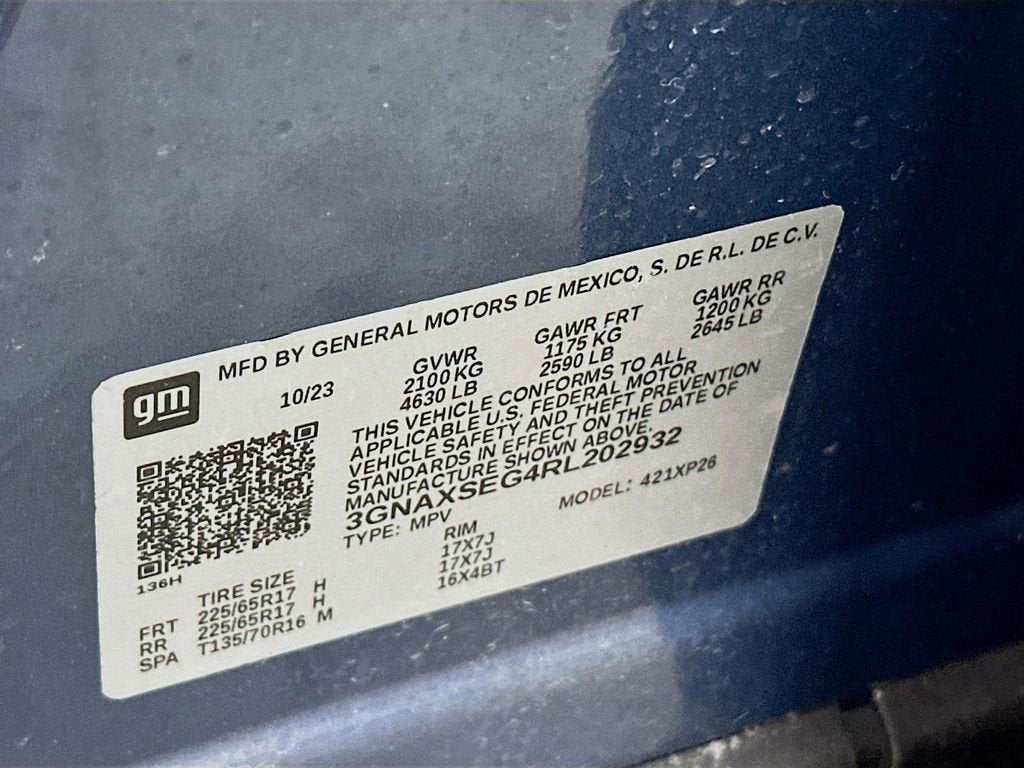 gm
MFD BY GENERAL MOTORS DE MEXICO, S. DE R.L. DE C.V.
10/23
GVWR
2100 KG
4630 LB
GAWR FRT
1175 KG
2590 LB
GAWR RR
1200 KG
2645 LB
THIS VEHICLE CONFORMS TO ALL
APPLICABLE U.S. FEDERAL MOTOR
VEHICLE SAFETY AND THEFT PREVENTION
STANDARDS IN EFFECT ON THE DATE OF
MANUFACTURE SHOWN ABOVE.
3GNAXSEG4RL202932
TYPE: MPV MODEL: 421XP26
136H
TIRE SIZE RIM
FRT 225/65R17 H 17X7J
RR 225/65R17 H 17X7J
SPA T135/70R16 M 16X4BT